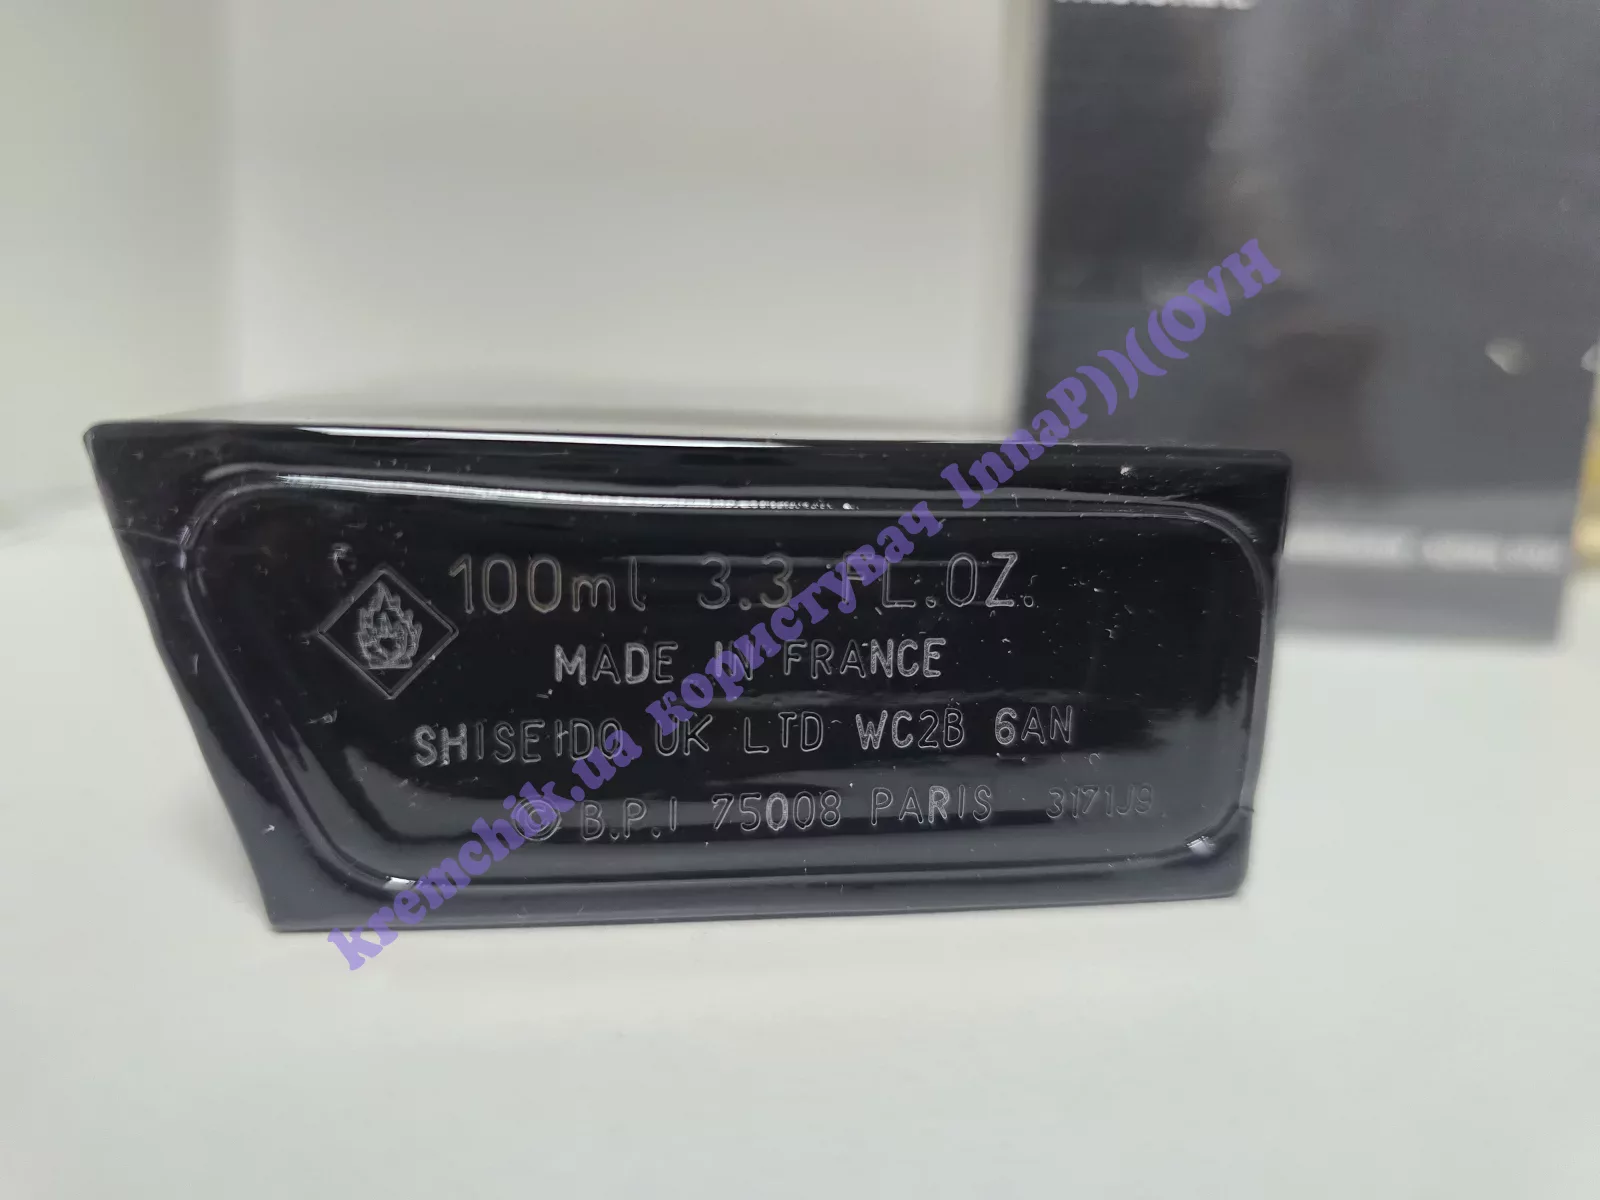 100ml 3.3 FL.OZ.
MADE IN FRANCE
SHISEIDO UK LTD WC2B 6AN
© B.P.I 75008 PARIS 3171J9
kremchik.ua користувач InnaP))((OVH